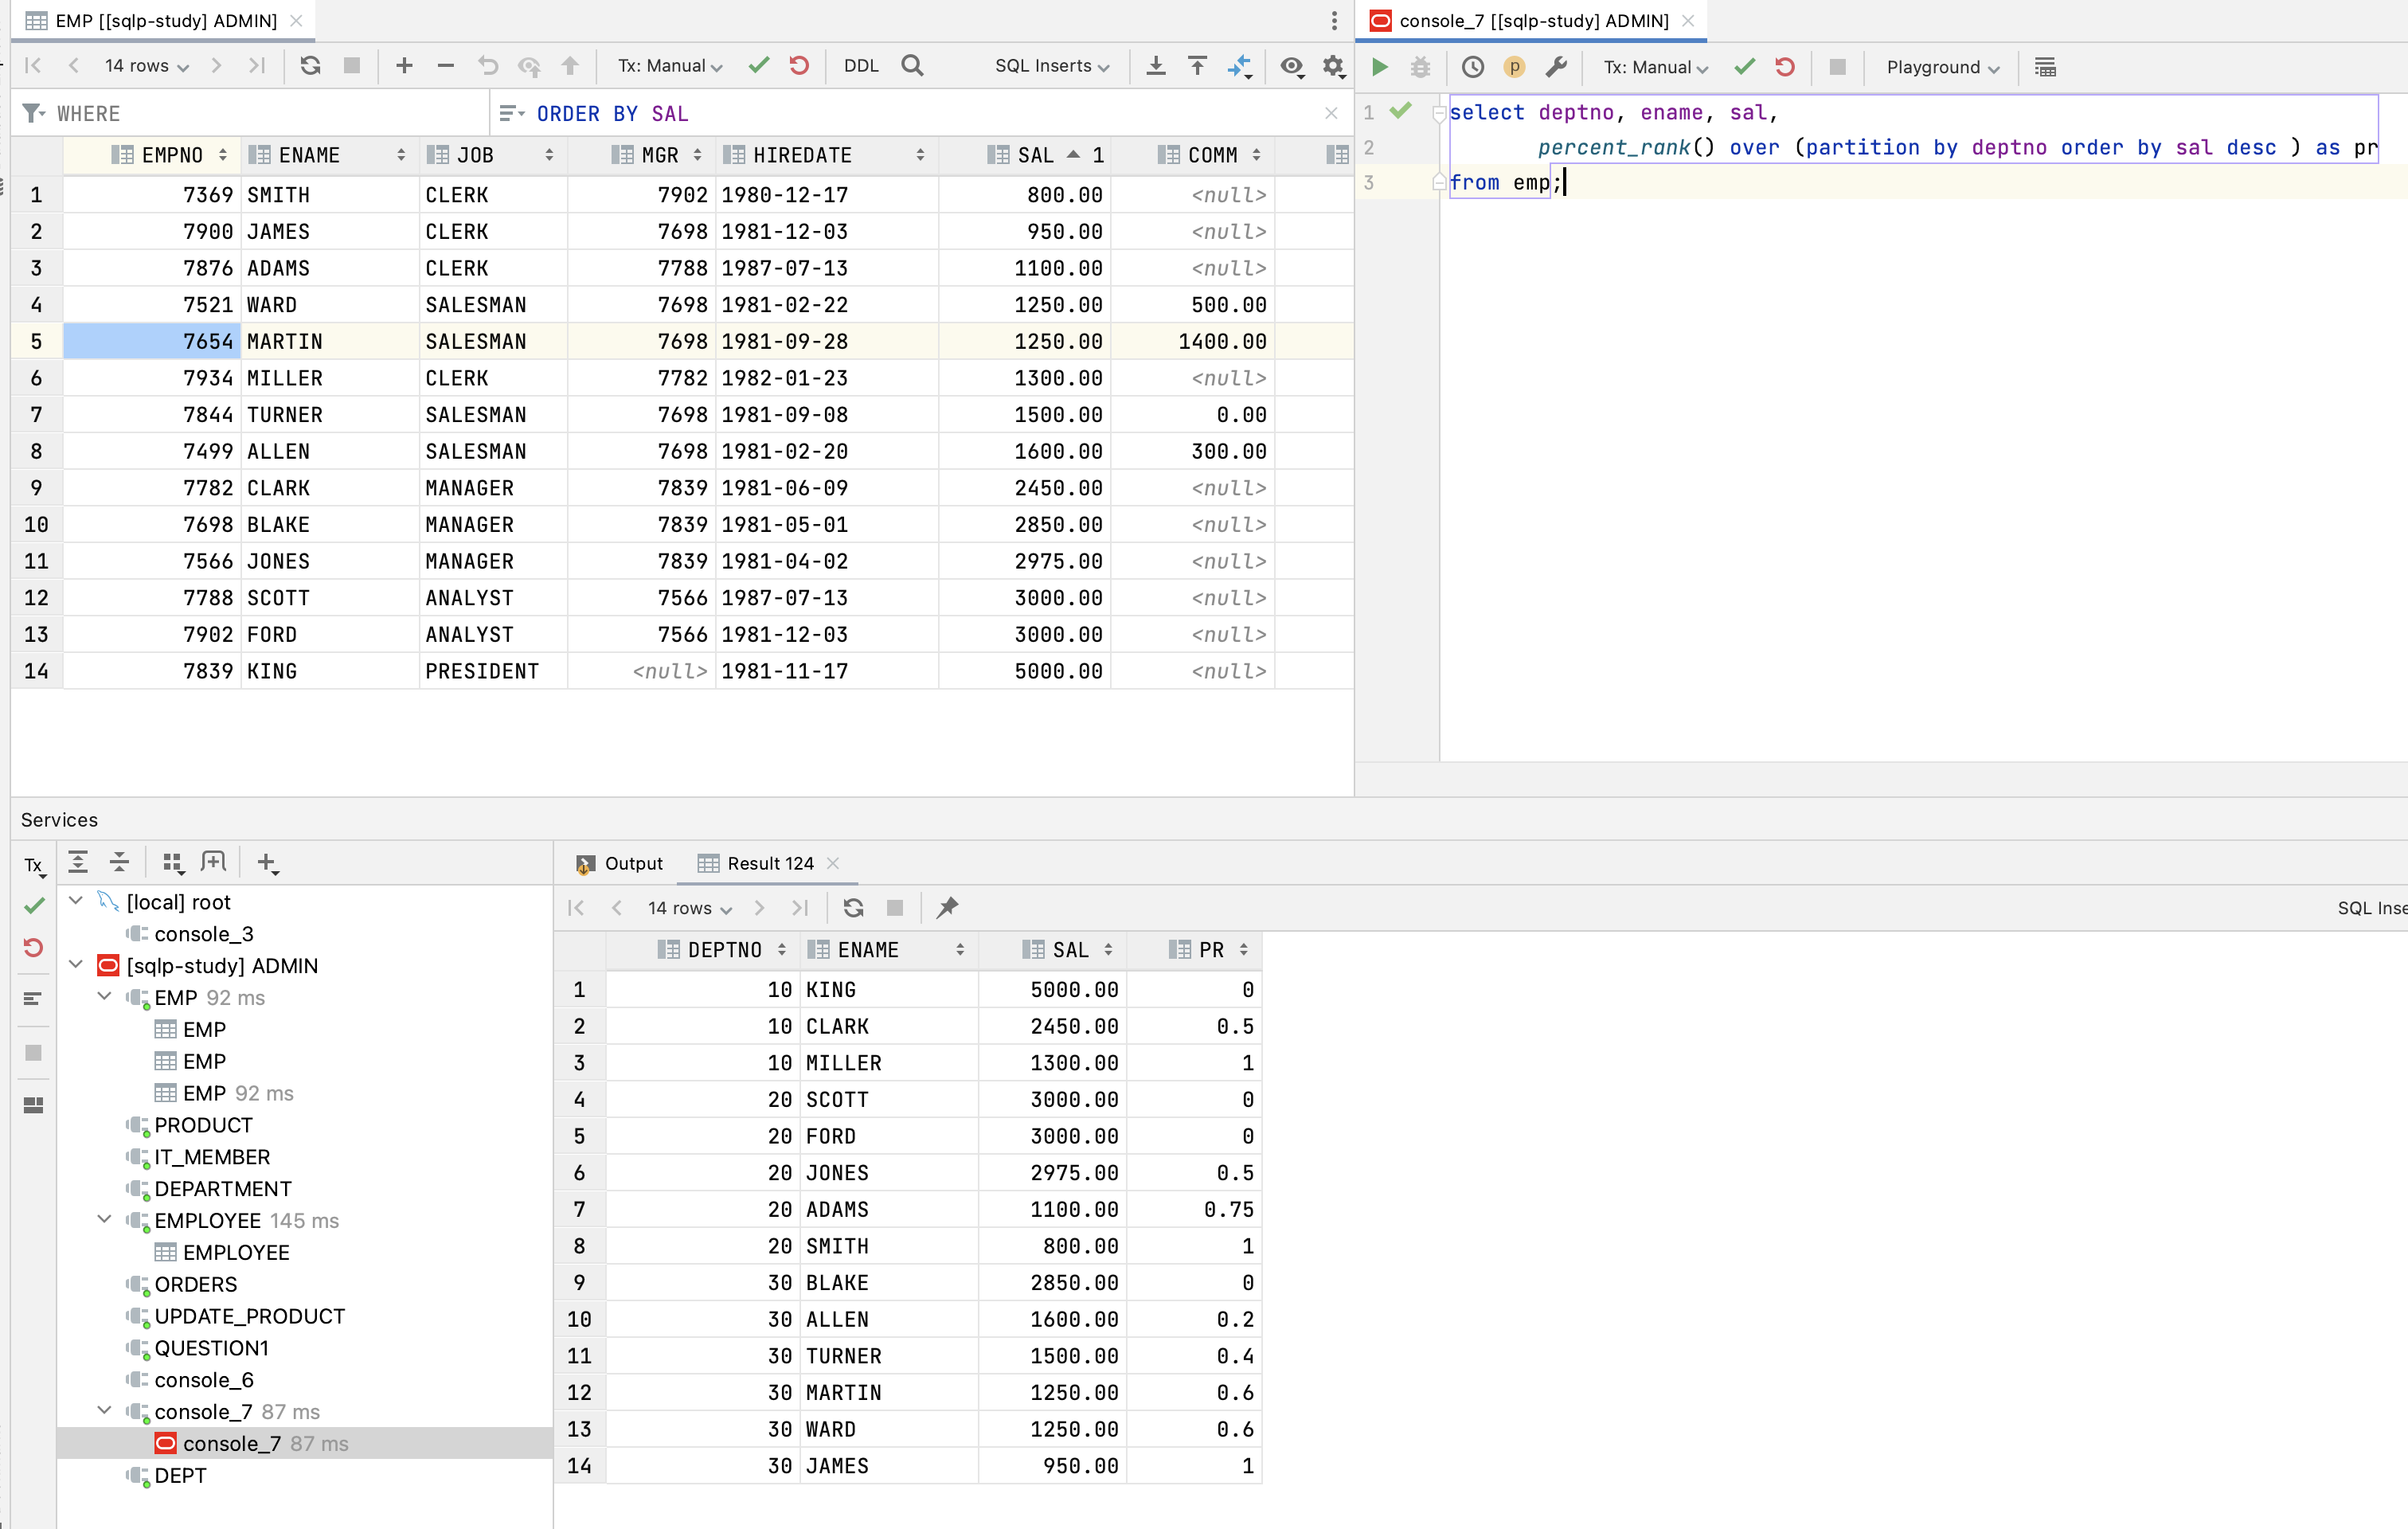 EMP [[sqlp-study] ADMIN]
14 rows Tx: Manual DDL SQL Inserts
WHERE ORDER BY SAL
EMPNO ENAME JOB MGR HIREDATE SAL 1 COMM
1 7369 SMITH CLERK 7902 1980-12-17 800.00 <null>
2 7900 JAMES CLERK 7698 1981-12-03 950.00 <null>
3 7876 ADAMS CLERK 7788 1987-07-13 1100.00 <null>
4 7521 WARD SALESMAN 7698 1981-02-22 1250.00 500.00
5 7654 MARTIN SALESMAN 7698 1981-09-28 1250.00 1400.00
6 7934 MILLER CLERK 7782 1982-01-23 1300.00 <null>
7 7844 TURNER SALESMAN 7698 1981-09-08 1500.00 0.00
8 7499 ALLEN SALESMAN 7698 1981-02-20 1600.00 300.00
9 7782 CLARK MANAGER 7839 1981-06-09 2450.00 <null>
10 7698 BLAKE MANAGER 7839 1981-05-01 2850.00 <null>
11 7566 JONES MANAGER 7839 1981-04-02 2975.00 <null>
12 7788 SCOTT ANALYST 7566 1987-07-13 3000.00 <null>
13 7902 FORD ANALYST 7566 1981-12-03 3000.00 <null>
14 7839 KING PRESIDENT <null> 1981-11-17 5000.00 <null>
console_7 [[sqlp-study] ADMIN]
p Tx: Manual Playground
1 select deptno, ename, sal,
2 percent_rank() over (partition by deptno order by sal desc ) as pr
3 from emp;
Services
Tx
[local] root
console_3
[sqlp-study] ADMIN
EMP 92 ms
EMP
EMP
EMP 92 ms
PRODUCT
IT_MEMBER
DEPARTMENT
EMPLOYEE 145 ms
EMPLOYEE
ORDERS
UPDATE_PRODUCT
QUESTION1
console_6
console_7 87 ms
console_7 87 ms
DEPT
Output Result 124
14 rows SQL Inse
DEPTNO ENAME SAL PR
1 10 KING 5000.00 0
2 10 CLARK 2450.00 0.5
3 10 MILLER 1300.00 1
4 20 SCOTT 3000.00 0
5 20 FORD 3000.00 0
6 20 JONES 2975.00 0.5
7 20 ADAMS 1100.00 0.75
8 20 SMITH 800.00 1
9 30 BLAKE 2850.00 0
10 30 ALLEN 1600.00 0.2
11 30 TURNER 1500.00 0.4
12 30 MARTIN 1250.00 0.6
13 30 WARD 1250.00 0.6
14 30 JAMES 950.00 1